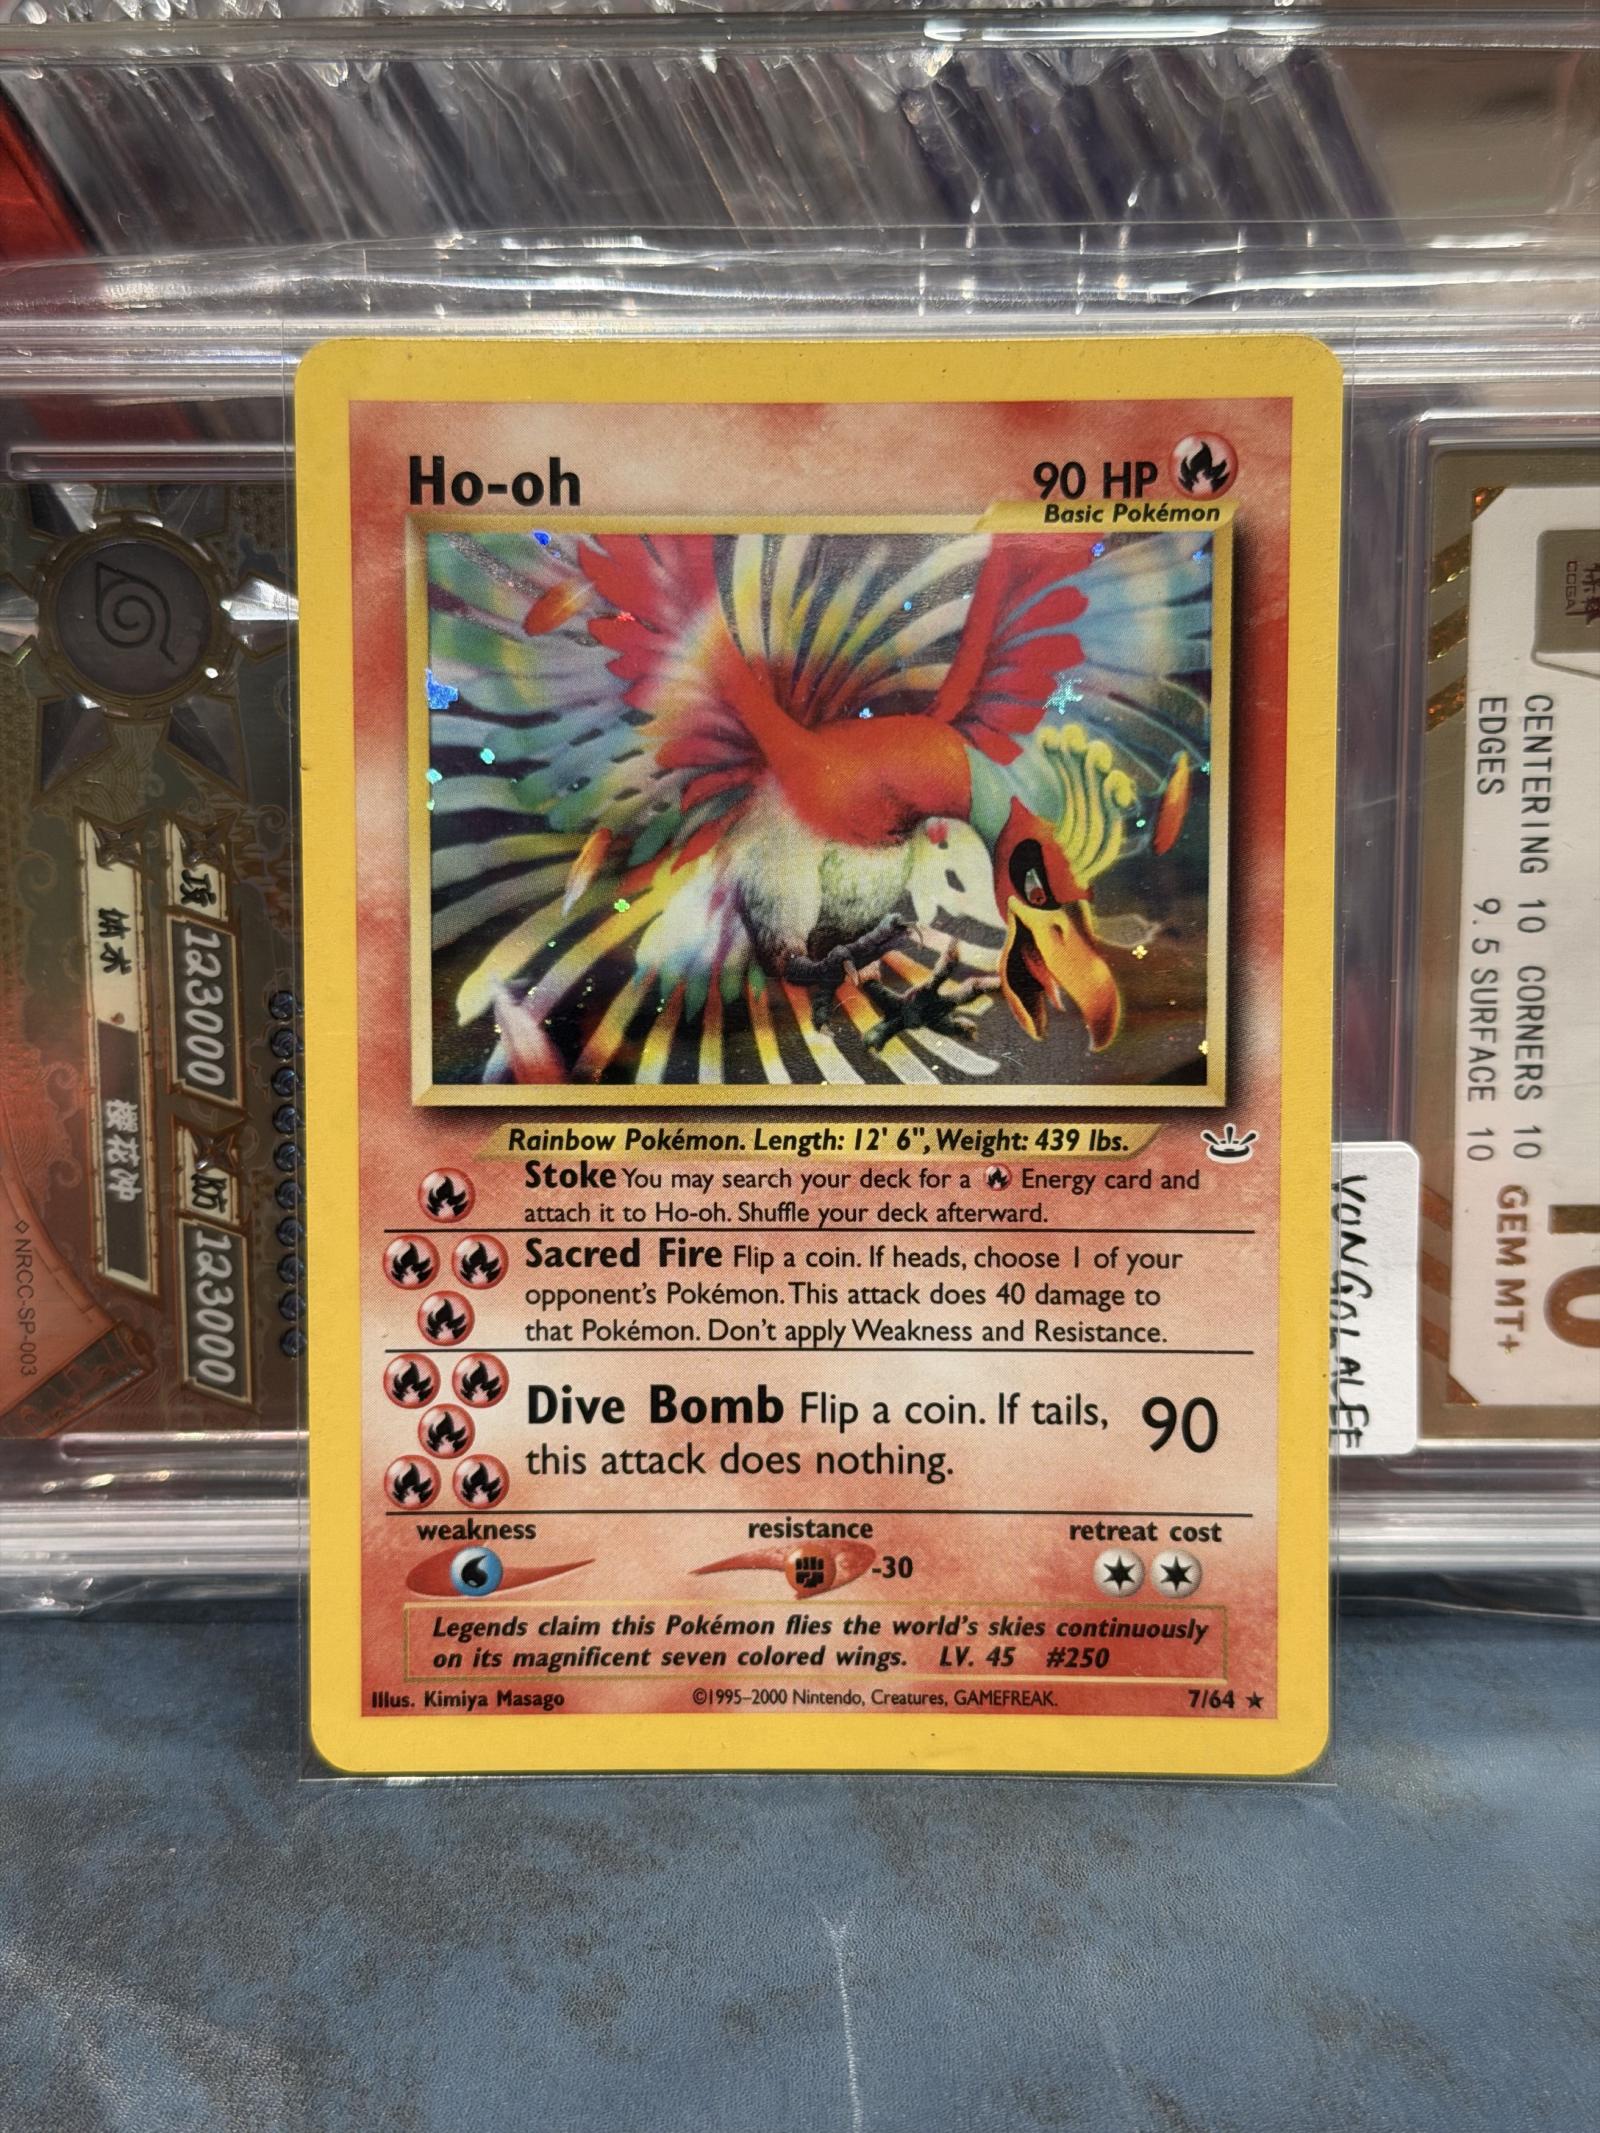 Ho-oh
90 HP
Basic Pokémon
Rainbow Pokémon. Length: 12' 6", Weight: 439 lbs.
Stoke You may search your deck for a Energy card and
attach it to Ho-oh. Shuffle your deck afterward.
Sacred Fire Flip a coin. If heads, choose 1 of your
opponent's Pokémon. This attack does 40 damage to
that Pokémon. Don't apply Weakness and Resistance.
Dive Bomb Flip a coin. If tails,
this attack does nothing.
90
weakness
resistance
retreat cost
-30
Legends claim this Pokémon flies the world's skies continuously
on its magnificent seven colored wings. LV. 45 #250
Illus. Kimiya Masago
©1995–2000 Nintendo, Creatures, GAMEFREAK.
7/64
123000
123000
NRCC-SP-003
CENTERING 10 CORNERS 10
EDGES 9.5 SURFACE 10
GEM MT+
10
CCGA